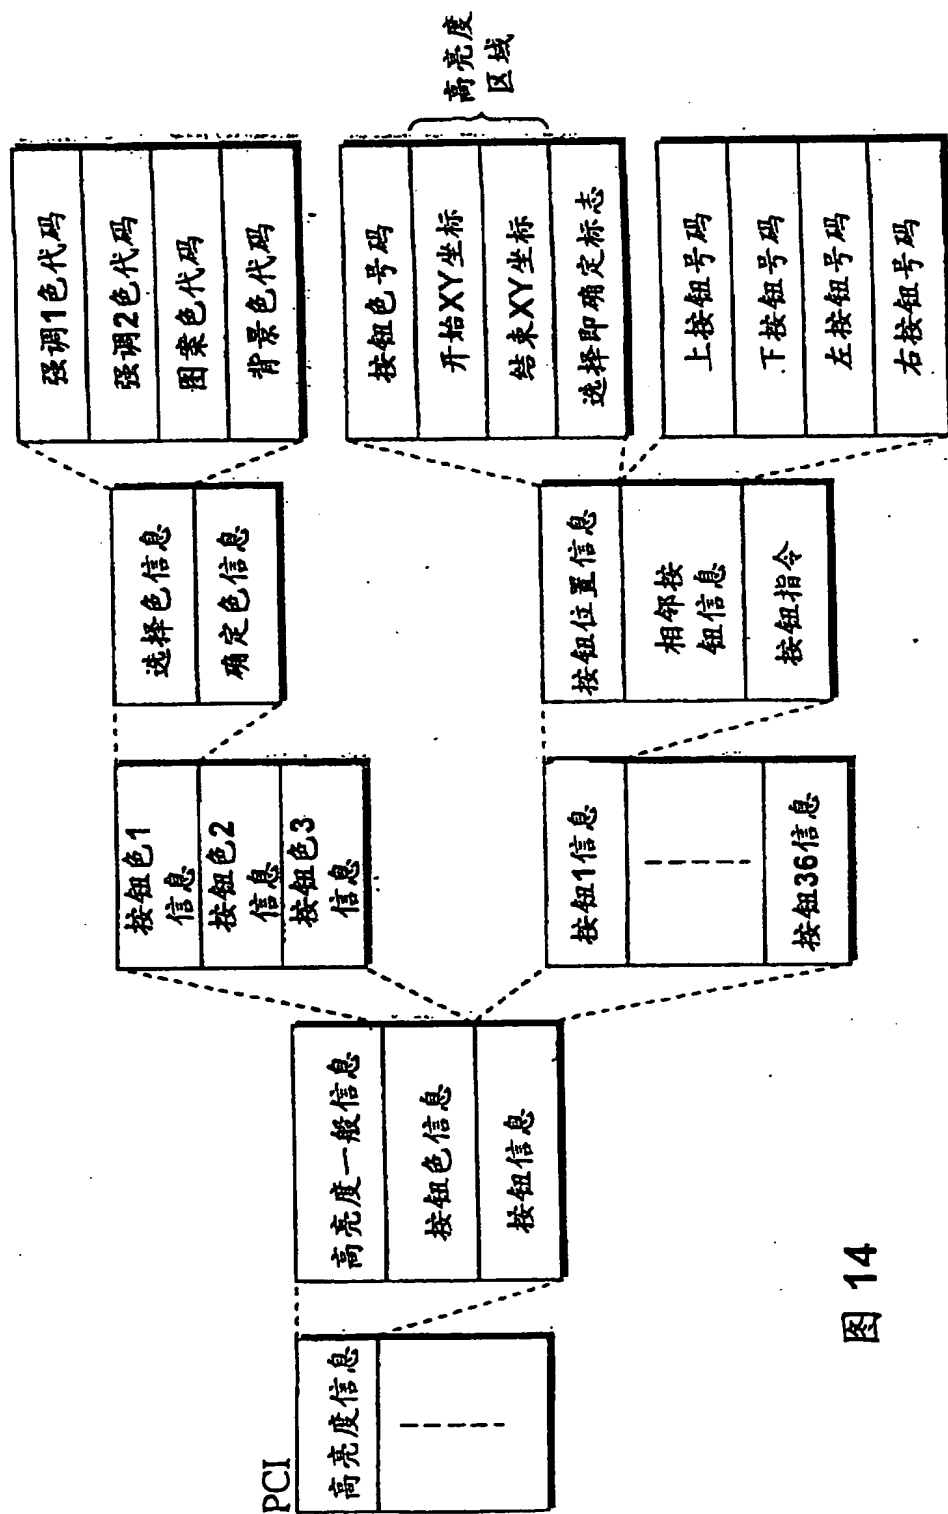 PCI
高亮度信息
高亮度一般信息
按钮色信息
按钮信息
按钮色1
信息
按钮色2
信息
按钮色3
信息
按钮1信息
按钮36信息
选择色信息
确定色信息
按钮位置信息
相邻按
钮信息
按钮指令
强调1色代码
强调2色代码
图案色代码
背景色代码
按钮色号码
开始XY坐标
结束XY坐标
选择即确定标志
高亮度
区域
上按钮号码
下按钮号码
左按钮号码
右按钮号码
图 14